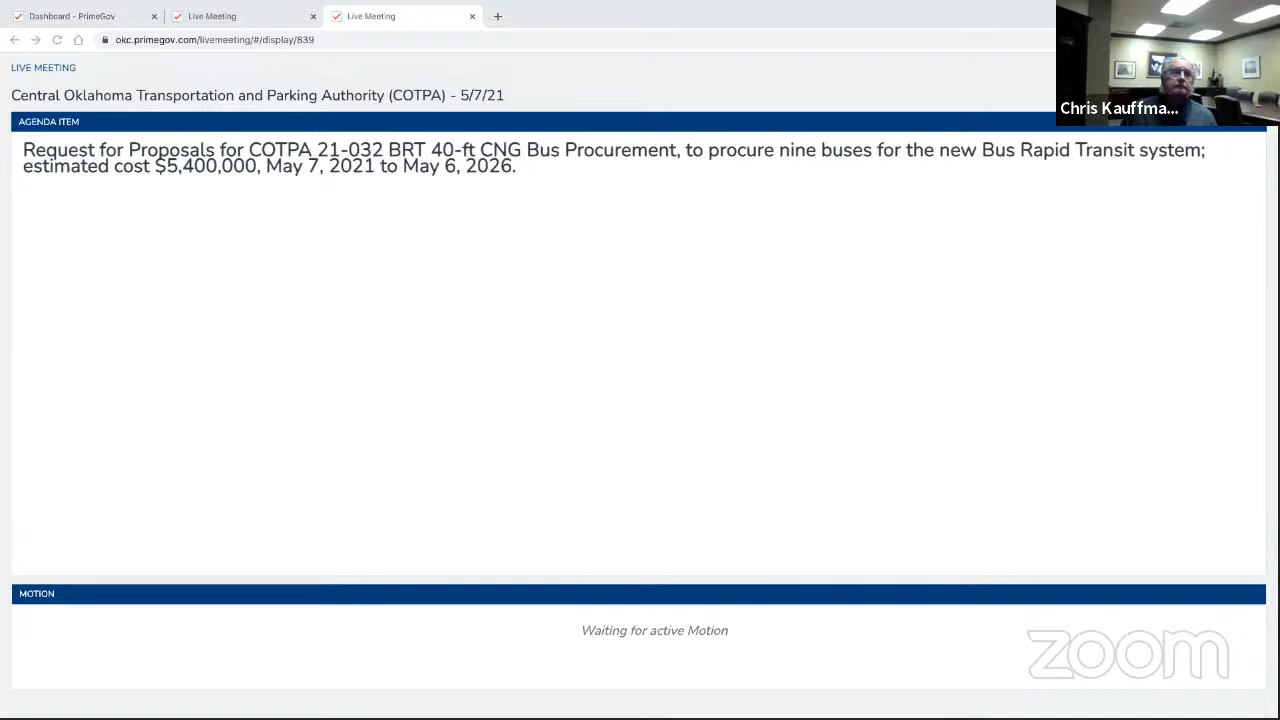 Dashboard - PrimeGov
Live Meeting
Live Meeting
okc.primegov.com/livemeeting/#/display/839
LIVE MEETING
Central Oklahoma Transportation and Parking Authority (COTPA) - 5/7/21
Chris Kauffma...
AGENDA ITEM
Request for Proposals for COTPA 21-032 BRT 40-ft CNG Bus Procurement, to procure nine buses for the new Bus Rapid Transit system;
estimated cost $5,400,000, May 7, 2021 to May 6, 2026.
MOTION
Waiting for active Motion
zoom